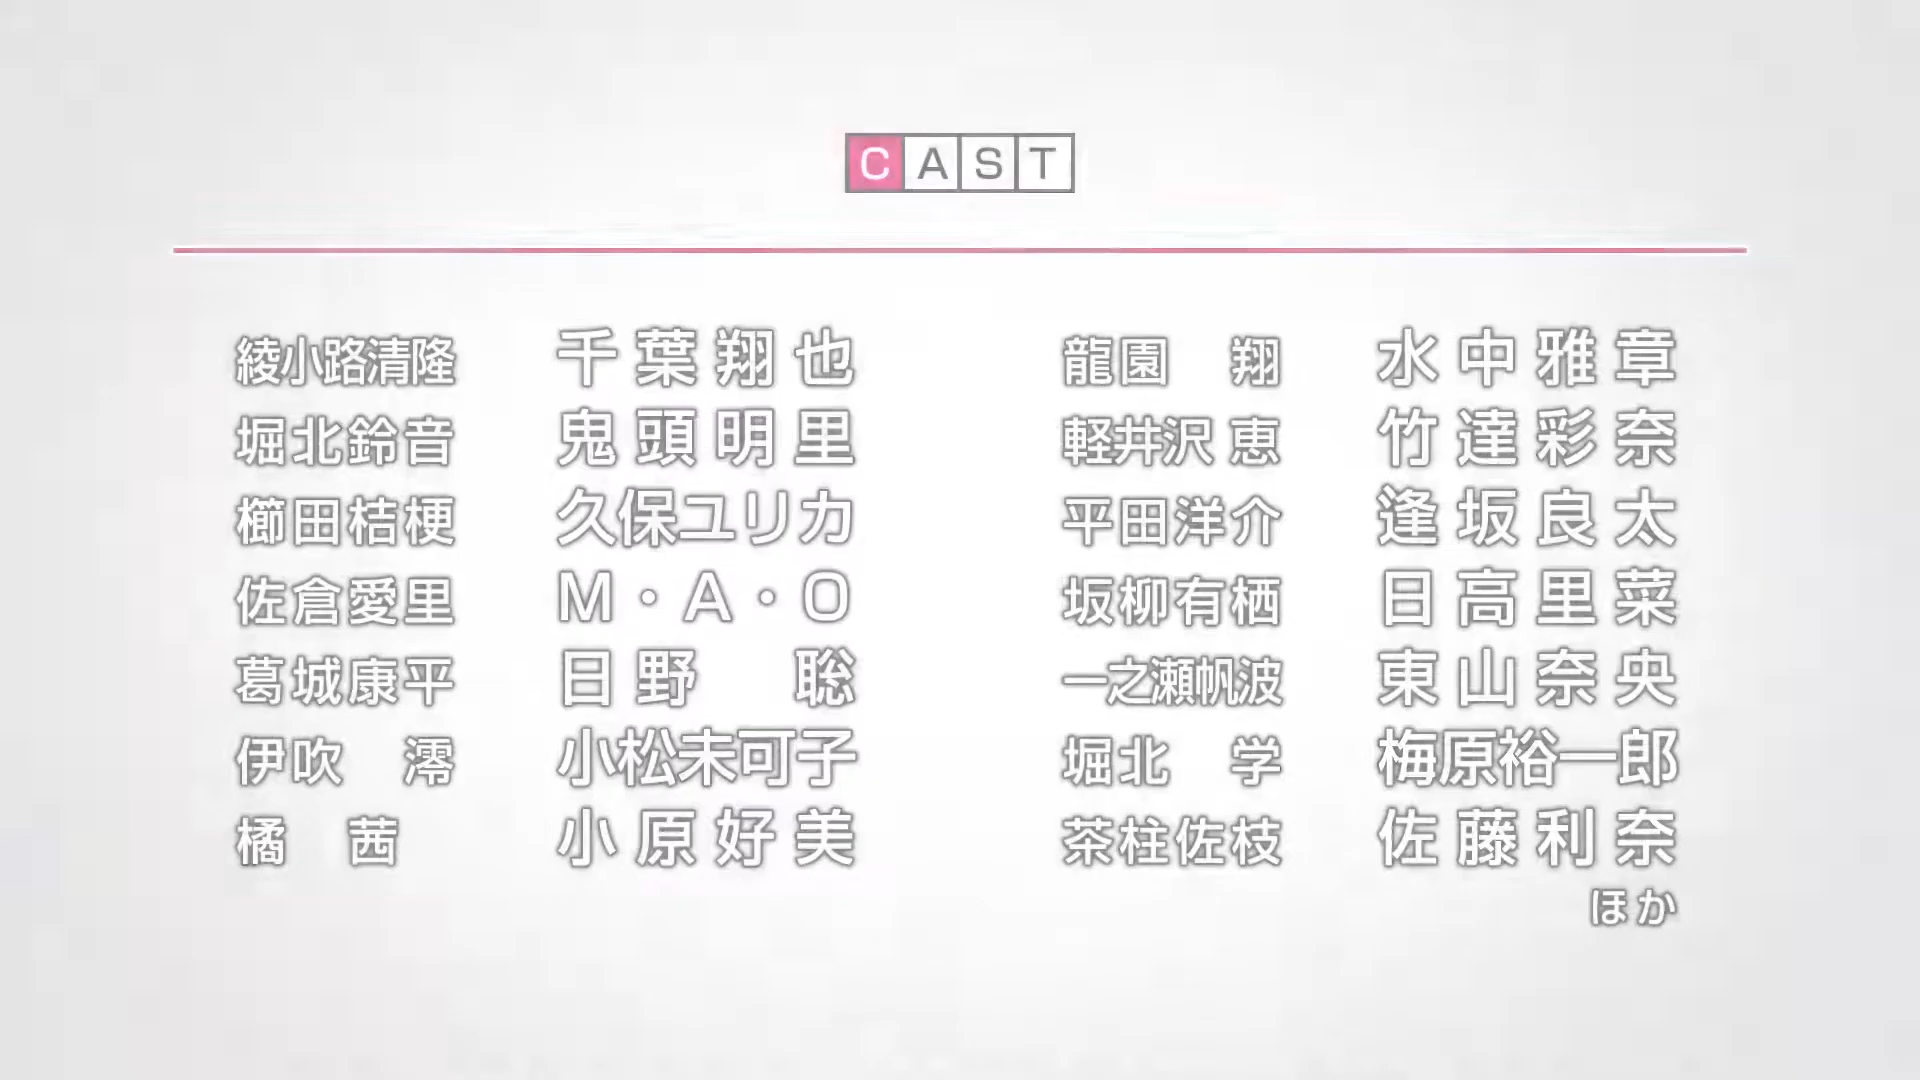 CAST
綾小路清隆 千葉翔也
堀北鈴音 鬼頭明里
櫛田桔梗 久保ユリカ
佐倉愛里 M・A・O
葛城康平 日野 聡
伊吹 澪 小松未可子
橘 茜 小原好美
龍園 翔 水中雅章
軽井沢 恵 竹達彩奈
平田洋介 逢坂良太
坂柳有栖 日高里菜
一之瀬帆波 東山奈央
堀北 学 梅原裕一郎
茶柱佐枝 佐藤利奈
ほか